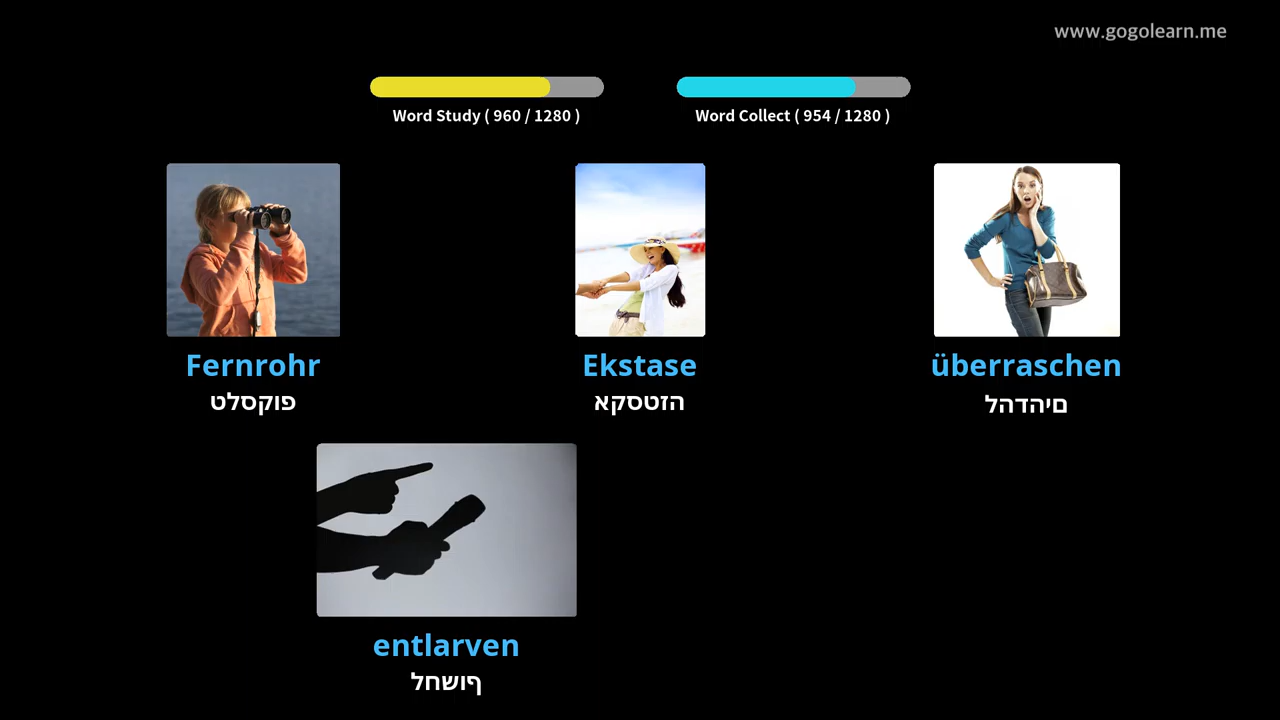 www.gogolearn.me
Word Study ( 960 / 1280 )
Word Collect ( 954 / 1280 )
Fernrohr
פוקסלט
Ekstase
הזטסקא
überraschen
םיהדהל
entlarven
ףושחל